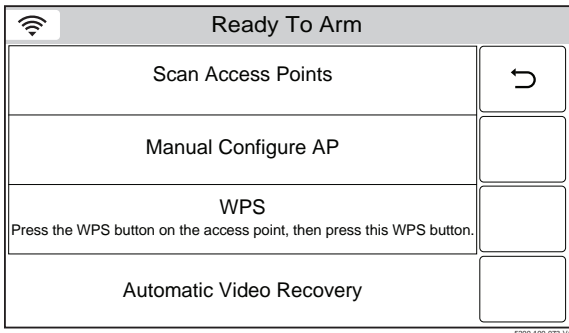 Ready To Arm
Scan Access Points
Manual Configure AP
WPS
Press the WPS button on the access point, then press this WPS button.
Automatic Video Recovery